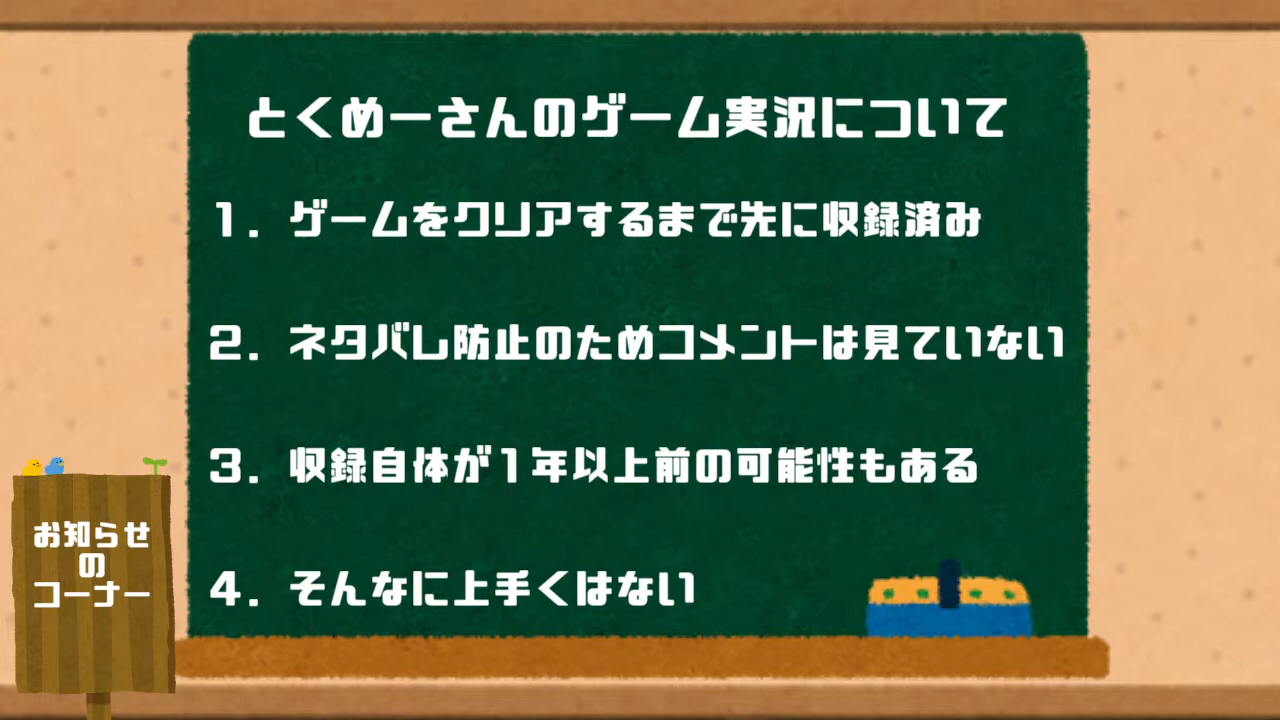 とくめーさんのゲーム実況について
1. ゲームをクリアするまで先に収録済み
2. ネタバレ防止のためコメントは見ていない
3. 収録自体が1年以上前の可能性もある
4. そんなに上手くはない
お知らせ
の
コーナー